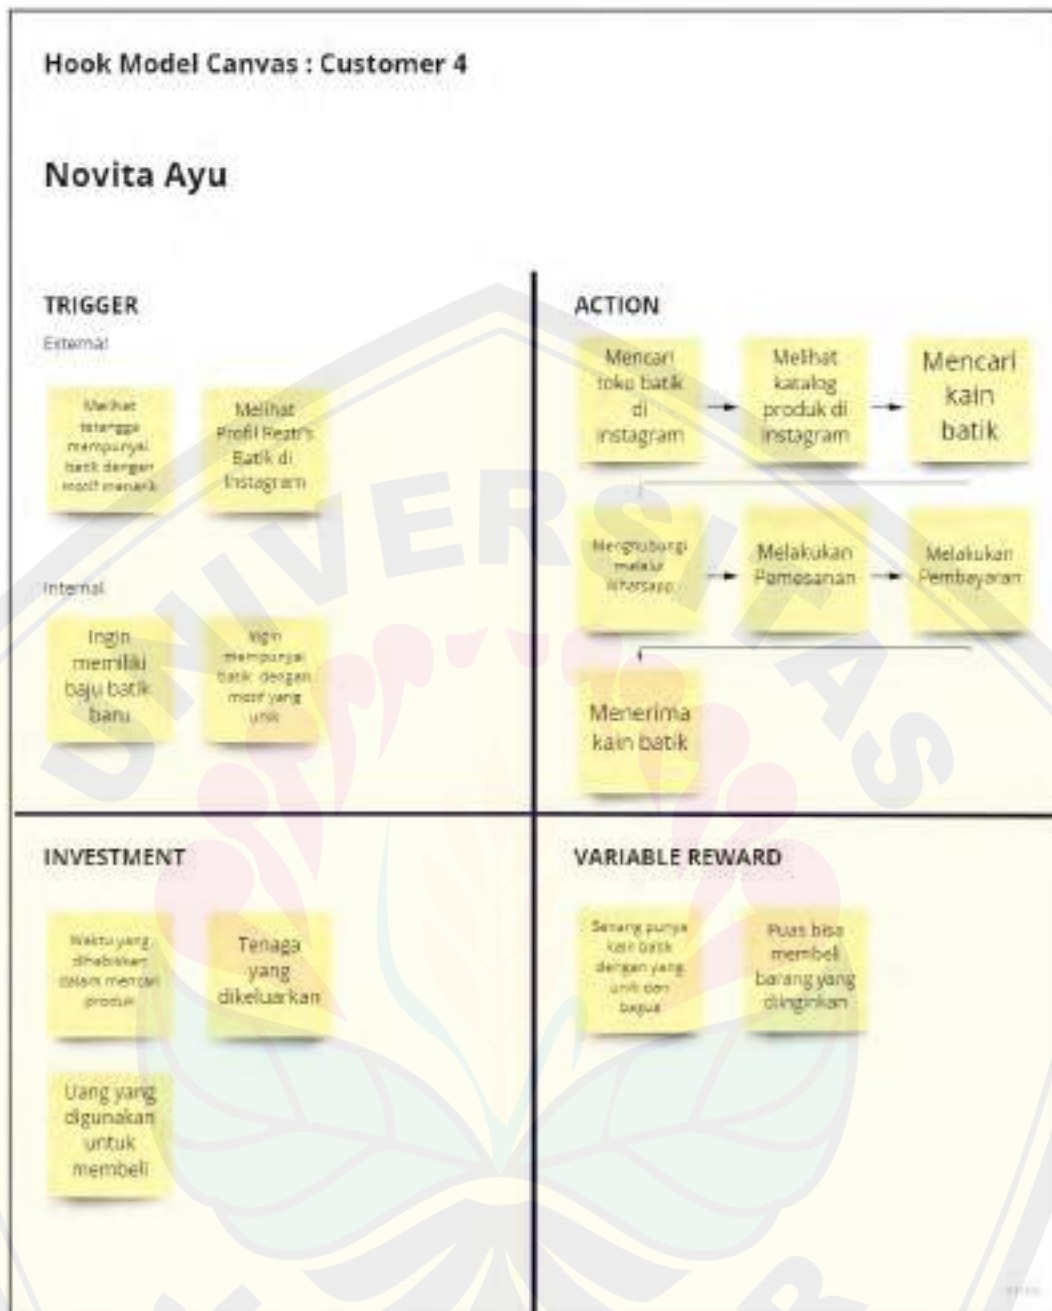 Hook Model Canvas : Customer 4
Novita Ayu
TRIGGER
External
Melihat
tetangga
mempunyai
batik dengan
motif menarik
Melihat
Profil
Batik di
Instagram
Internal
Ingin
memiliki
baju batik
baru
Ingin
mempunyai
batik dengan
motif yang
unik
ACTION
Mencari
toko batik
di
instagram
Melihat
katalog
produk di
instagram
Mencari
kain
batik
Menghubungi
melalui
Whatsapp
Melakukan
Pemesanan
Melakukan
Pembayaran
Menerima
kain batik
INVESTMENT
Waktu yang
dihabiskan
dalam mencari
produk
Tenaga
yang
dikeluarkan
Uang yang
digunakan
untuk
membeli
VARIABLE REWARD
Senang punya
kain batik
dengan yang
unik dan
bagus
Puas bisa
membeli
barang yang
diinginkan
UNIVERSITAS